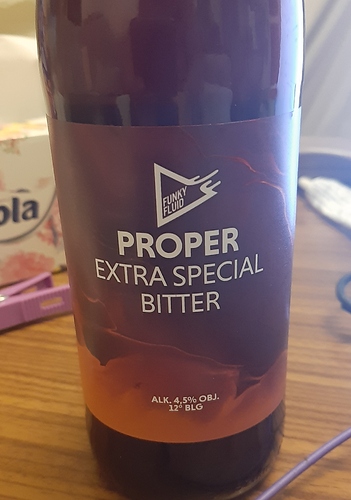 ola
FUNKY
FLUID
PROPER
EXTRA SPECIAL
BITTER
ALK. 4,5% OBJ.
12° BLG